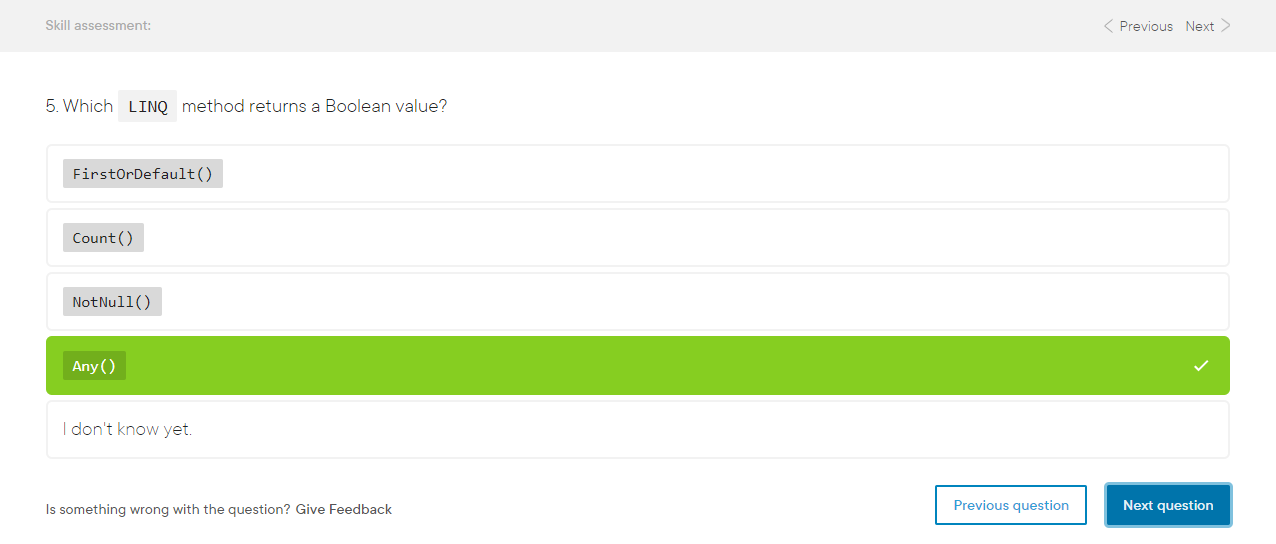 Skill assessment:
Previous Next
5. Which LINQ method returns a Boolean value?
FirstOrDefault()
Count()
NotNull()
Any()
I don't know yet.
Is something wrong with the question? Give Feedback
Previous question Next question